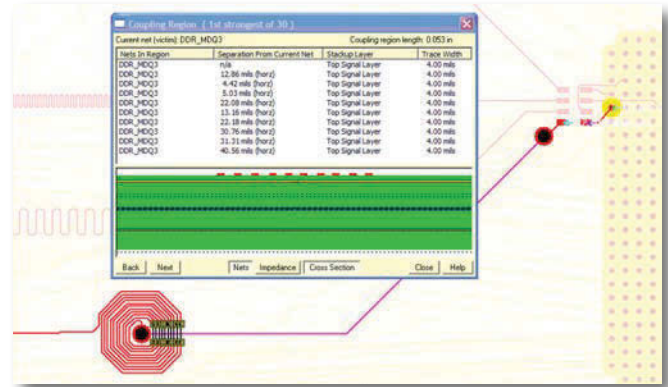 Coupling Region ( 1st strongest of 30 )
Current net (victim): DDR_MDQ3 Coupling region length: 0.053 in
Nets In Region Separation From Current Net Stackup Layer Trace Width
DDR_MDQ3 n/a Top Signal Layer 4.00 mils
DDR_MDQ3 12.86 mils (horz) Top Signal Layer 4.00 mils
DDR_MDQ3 4.42 mils (horz) Top Signal Layer 4.00 mils
DDR_MDQ3 5.03 mils (horz) Top Signal Layer 4.00 mils
DDR_MDQ3 22.08 mils (horz) Top Signal Layer 4.00 mils
DDR_MDQ3 13.16 mils (horz) Top Signal Layer 4.00 mils
DDR_MDQ3 22.18 mils (horz) Top Signal Layer 4.00 mils
DDR_MDQ3 30.76 mils (horz) Top Signal Layer 4.00 mils
DDR_MDQ3 31.31 mils (horz) Top Signal Layer 4.00 mils
DDR_MDQ3 40.56 mils (horz) Top Signal Layer 4.00 mils
Back Next Nets Impedance Cross Section Close Help